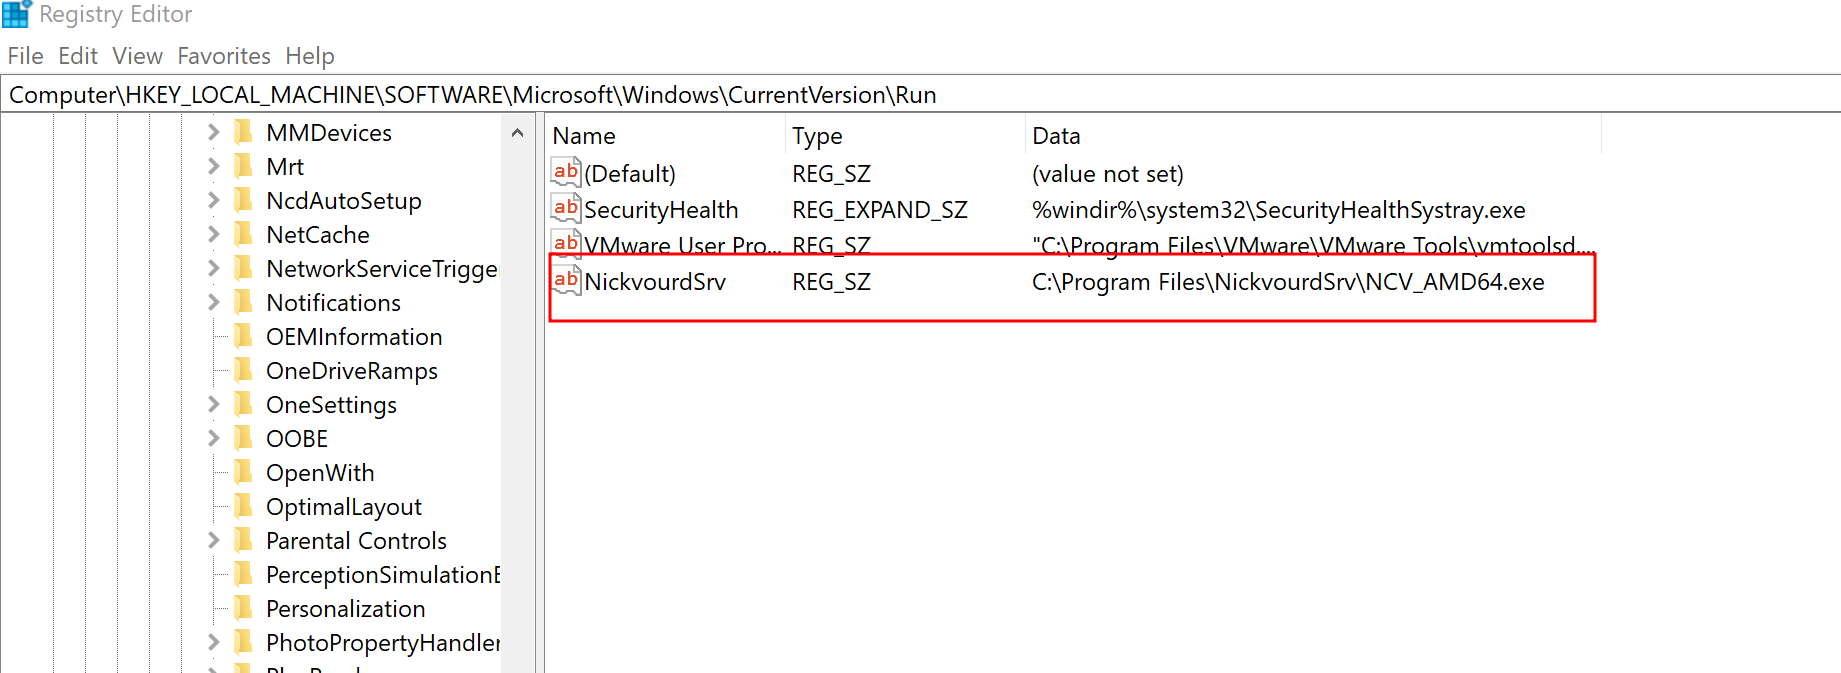 Registry Editor
File Edit View Favorites Help
Computer\HKEY_LOCAL_MACHINE\SOFTWARE\Microsoft\Windows\CurrentVersion\Run
MMDevices
Mrt
NcdAutoSetup
NetCache
NetworkServiceTrigge
Notifications
OEMInformation
OneDriveRamps
OneSettings
OOBE
OpenWith
OptimalLayout
Parental Controls
PerceptionSimulationE
Personalization
PhotoPropertyHandler
Name Type Data
(Default) REG_SZ (value not set)
SecurityHealth REG_EXPAND_SZ %windir%\system32\SecurityHealthSystray.exe
VMware User Pro... REG_SZ "C:\Program Files\VMware\VMware Tools\vmtoolsd....
NickvourdSrv REG_SZ C:\Program Files\NickvourdSrv\NCV_AMD64.exe